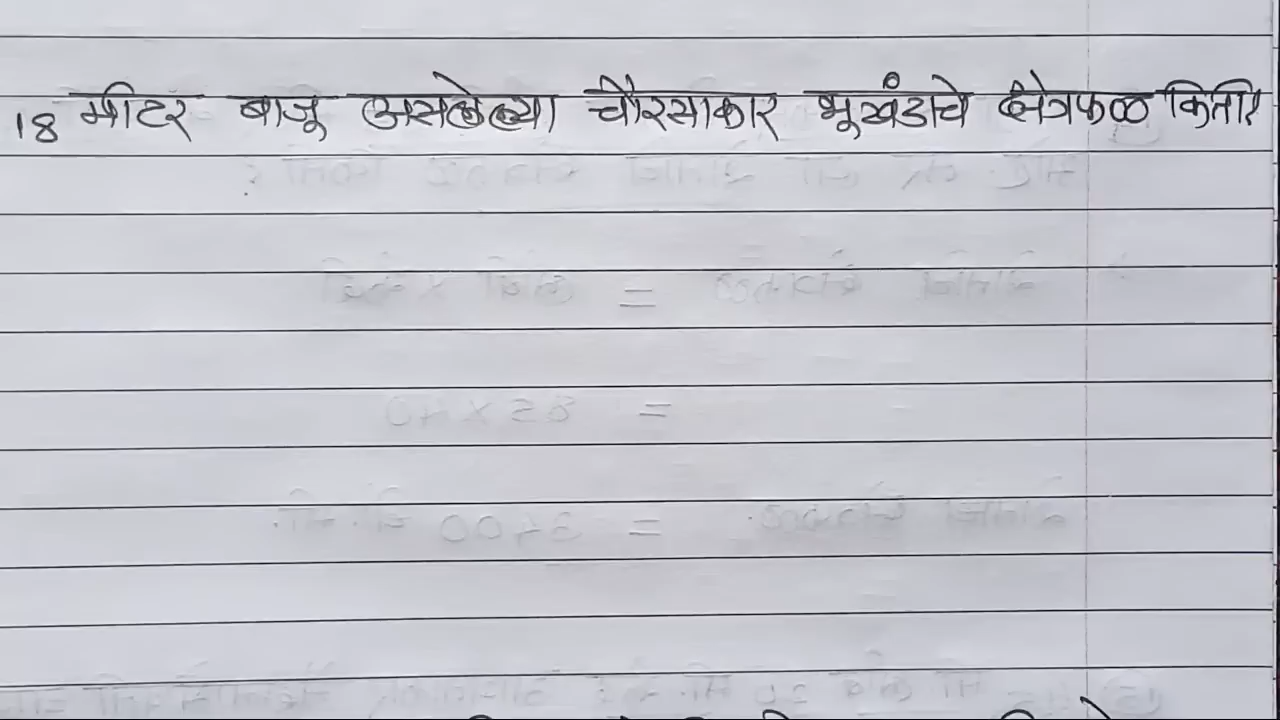 18 मीटर बाजू असलेल्या चौरसाकार भूखंडाचे क्षेत्रफळ किती?